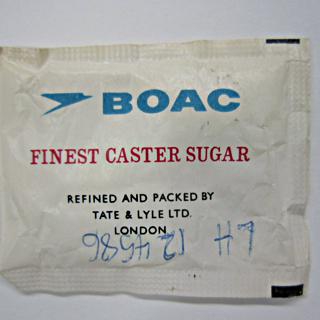 BOAC
FINEST CASTER SUGAR
REFINED AND PACKED BY
TATE & LYLE LTD.
LONDON